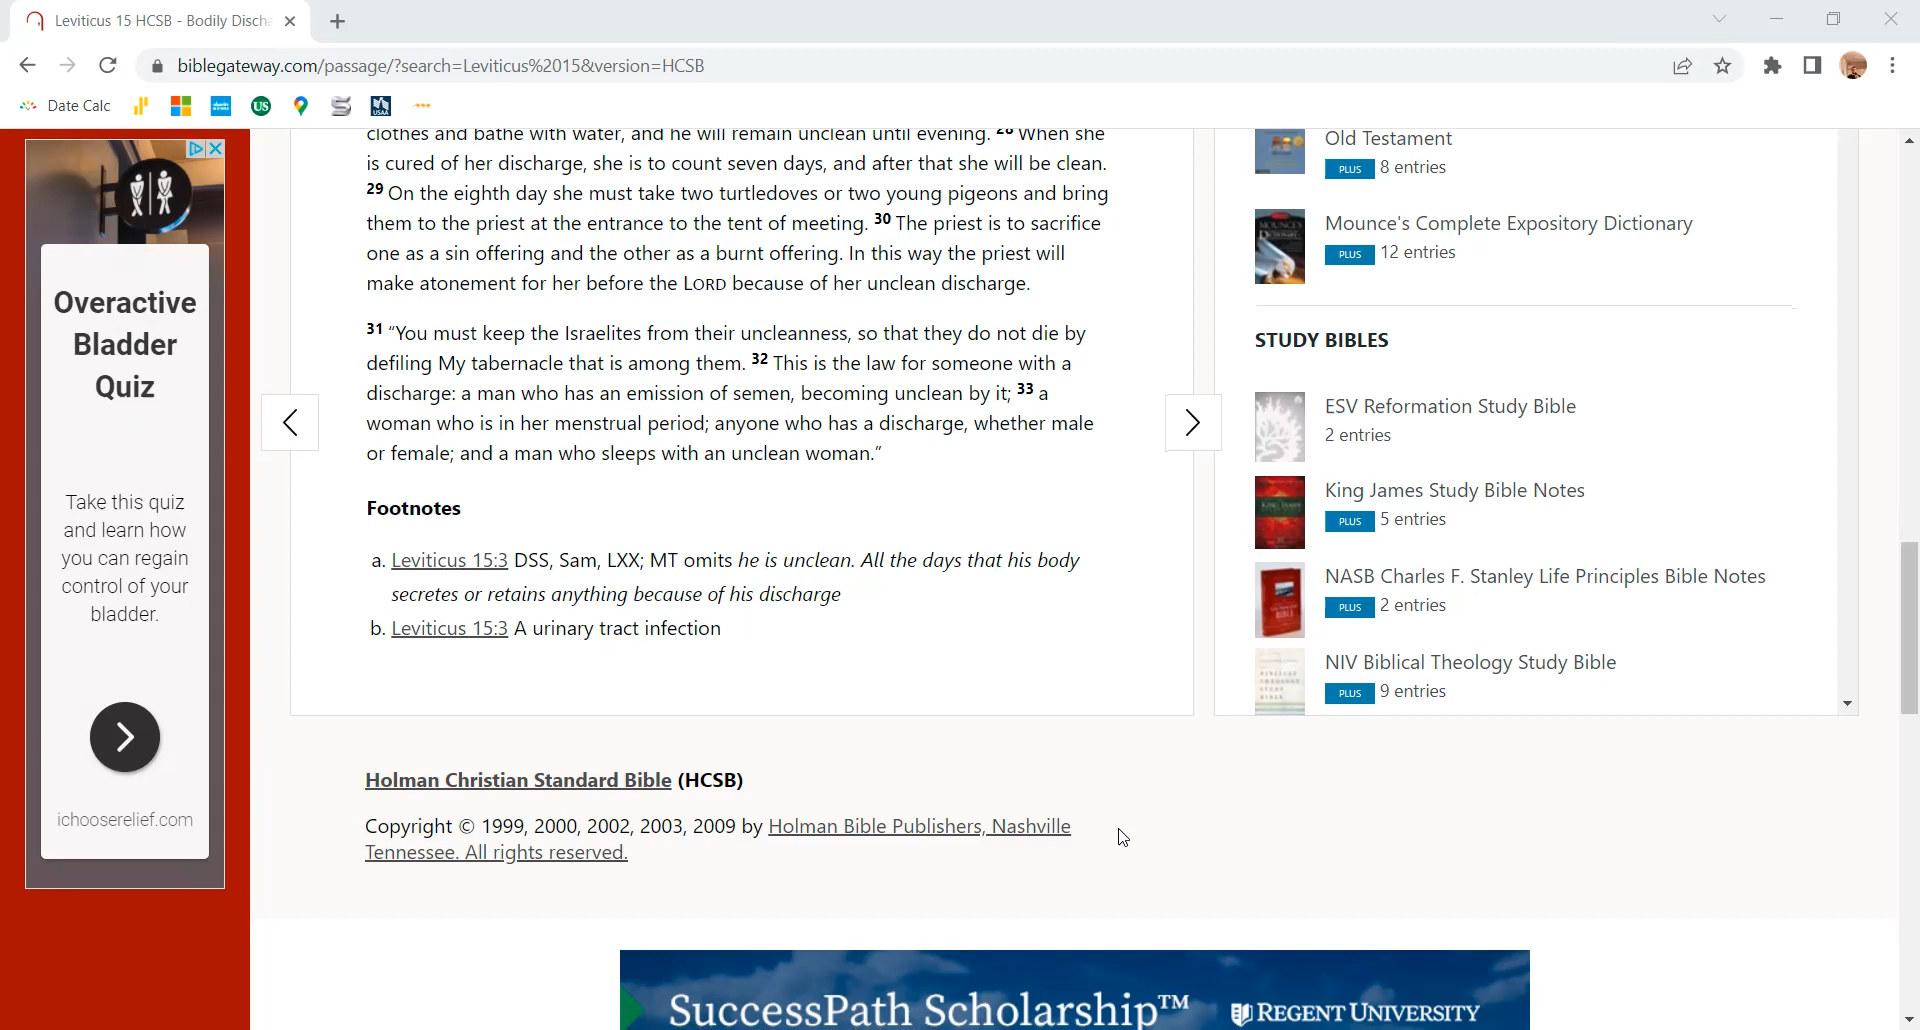 Leviticus 15 HCSB - Bodily Discha
biblegateway.com/passage/?search=Leviticus%2015&version=HCSB
Date Calc
US
USAA
Overactive
Bladder
Quiz
Take this quiz
and learn how
you can regain
control of your
bladder.
ichooserelief.com
clothes and bathe with water, and he will remain unclean until evening. 28 When she
is cured of her discharge, she is to count seven days, and after that she will be clean.
29 On the eighth day she must take two turtledoves or two young pigeons and bring
them to the priest at the entrance to the tent of meeting. 30 The priest is to sacrifice
one as a sin offering and the other as a burnt offering. In this way the priest will
make atonement for her before the LORD because of her unclean discharge.
31 “You must keep the Israelites from their uncleanness, so that they do not die by
defiling My tabernacle that is among them. 32 This is the law for someone with a
discharge: a man who has an emission of semen, becoming unclean by it; 33 a
woman who is in her menstrual period; anyone who has a discharge, whether male
or female; and a man who sleeps with an unclean woman.”
Footnotes
a. Leviticus 15:3 DSS, Sam, LXX; MT omits he is unclean. All the days that his body
secretes or retains anything because of his discharge
b. Leviticus 15:3 A urinary tract infection
Old Testament
PLUS 8 entries
Mounce's Complete Expository Dictionary
PLUS 12 entries
STUDY BIBLES
ESV Reformation Study Bible
2 entries
King James Study Bible Notes
PLUS 5 entries
NASB Charles F. Stanley Life Principles Bible Notes
PLUS 2 entries
NIV Biblical Theology Study Bible
PLUS 9 entries
Holman Christian Standard Bible (HCSB)
Copyright © 1999, 2000, 2002, 2003, 2009 by Holman Bible Publishers, Nashville
Tennessee. All rights reserved.
SuccessPath Scholarship™ REGENT UNIVERSITY